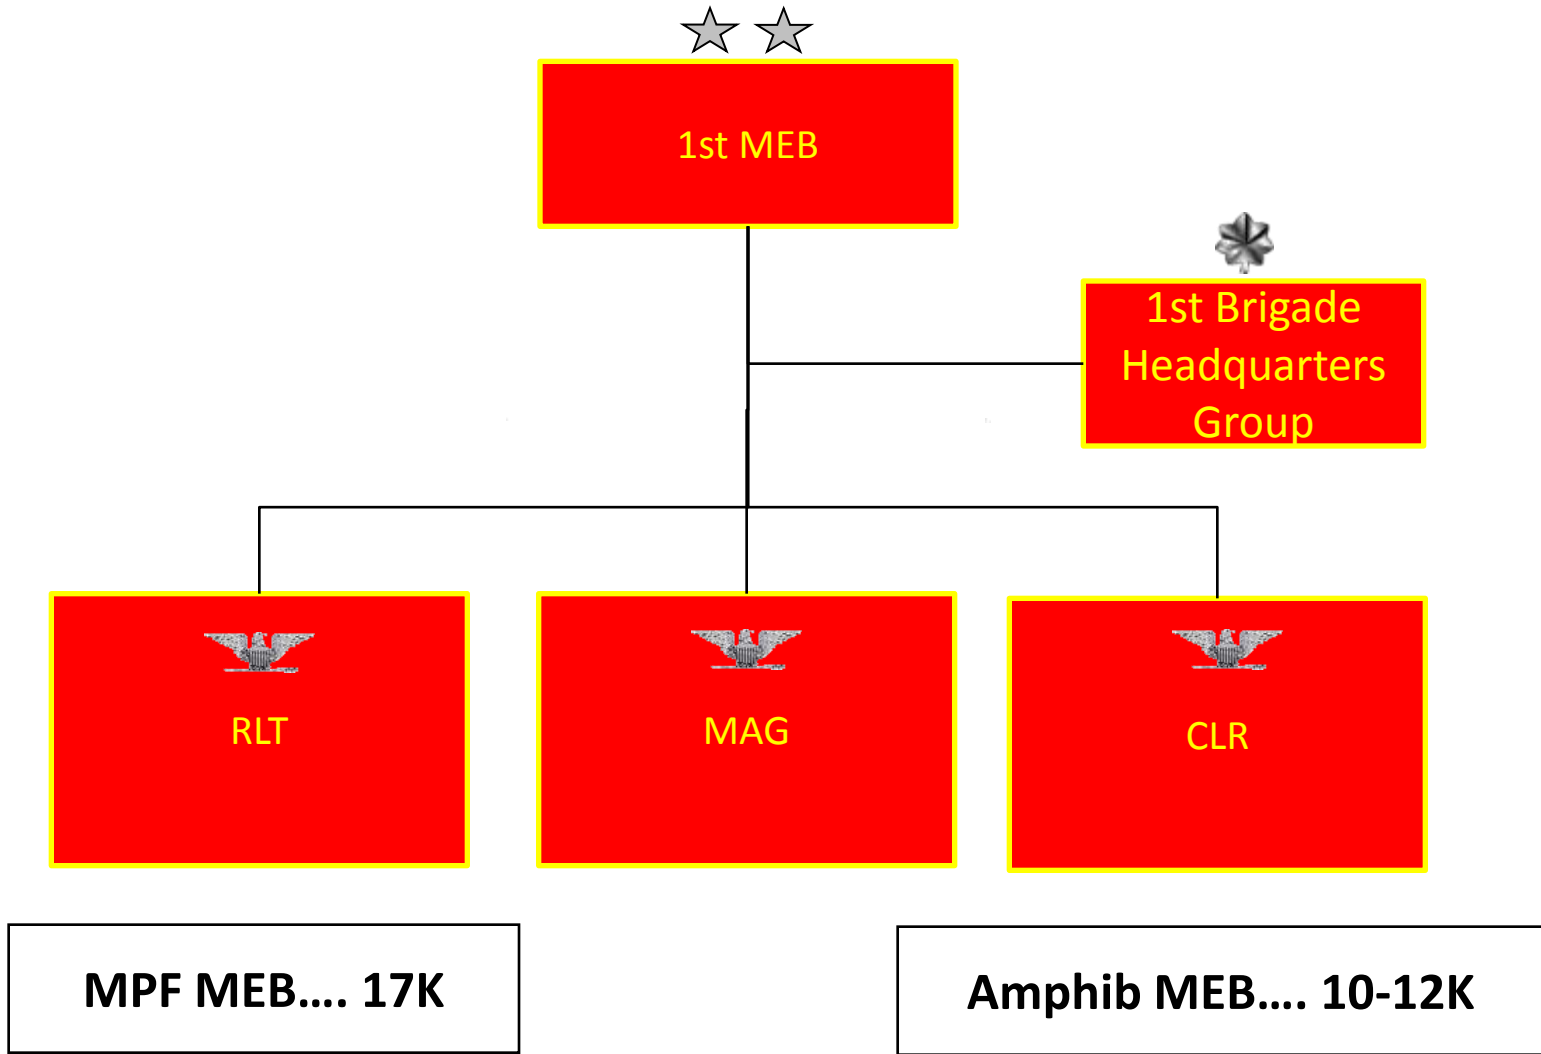 1st MEB
1st Brigade
Headquarters
Group
RLT
MAG
CLR
MPF MEB.... 17K
Amphib MEB.... 10-12K